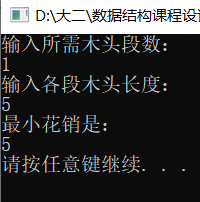 D:\大二\数据结构课程设
输入所需木头段数：
1
输入各段木头长度：
5
最小花销是：
5
请按任意键继续. . .